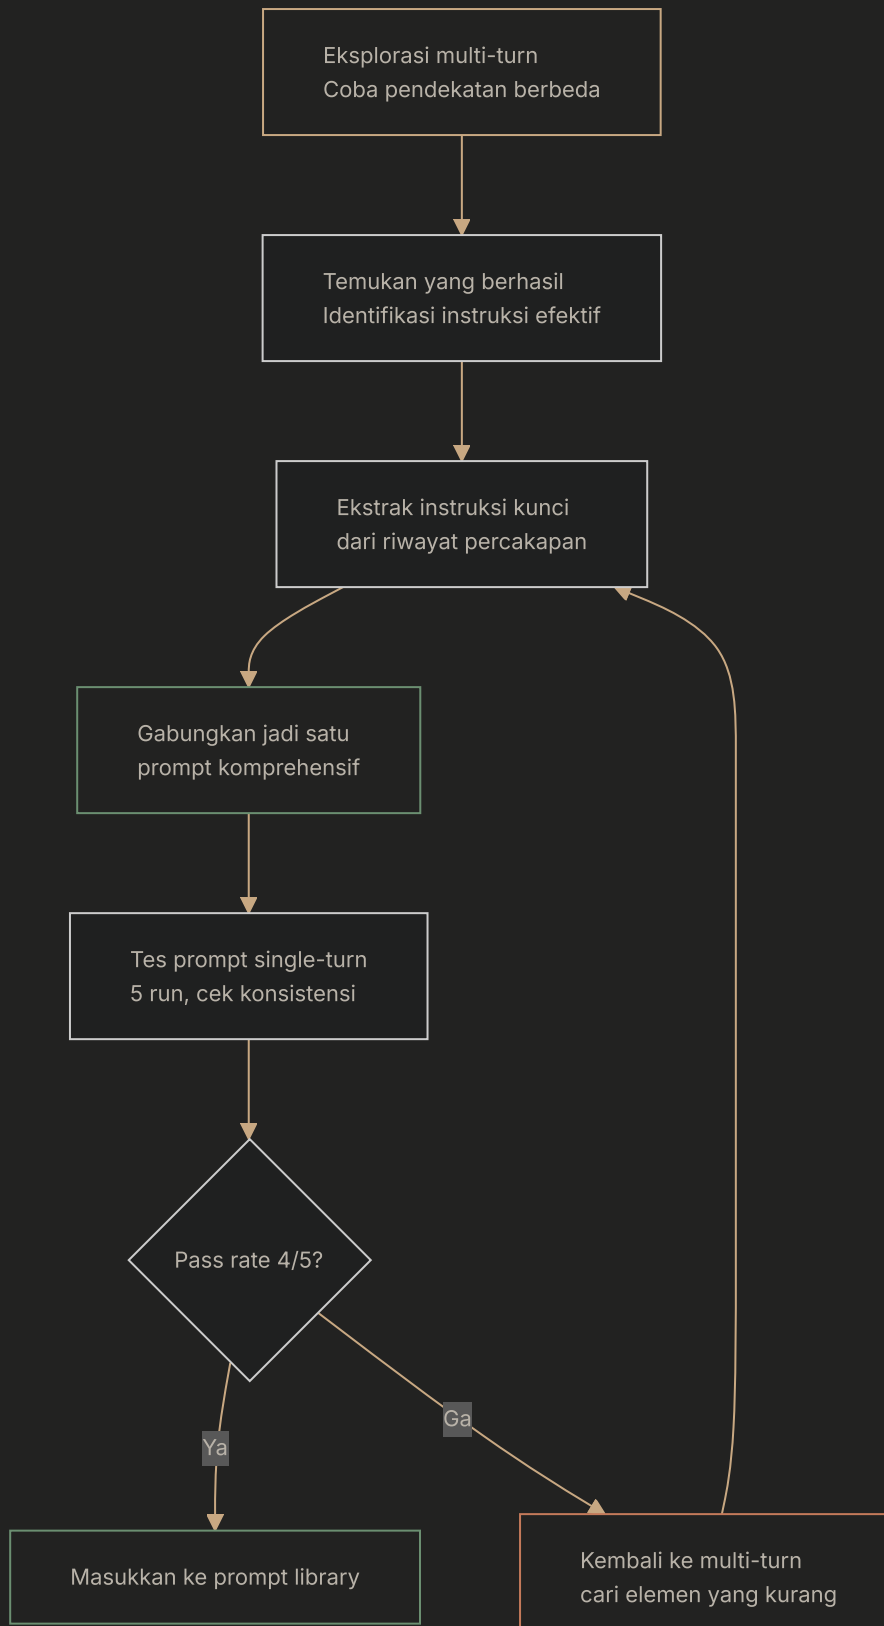 Eksplorasi multi-turn
Coba pendekatan berbeda
Temukan yang berhasil
Identifikasi instruksi efektif
Ekstrak instruksi kunci
dari riwayat percakapan
Gabungkan jadi satu
prompt komprehensif
Tes prompt single-turn
5 run, cek konsistensi
Pass rate 4/5?
Ya
Ga
Masukkan ke prompt library
Kembali ke multi-turn
cari elemen yang kurang